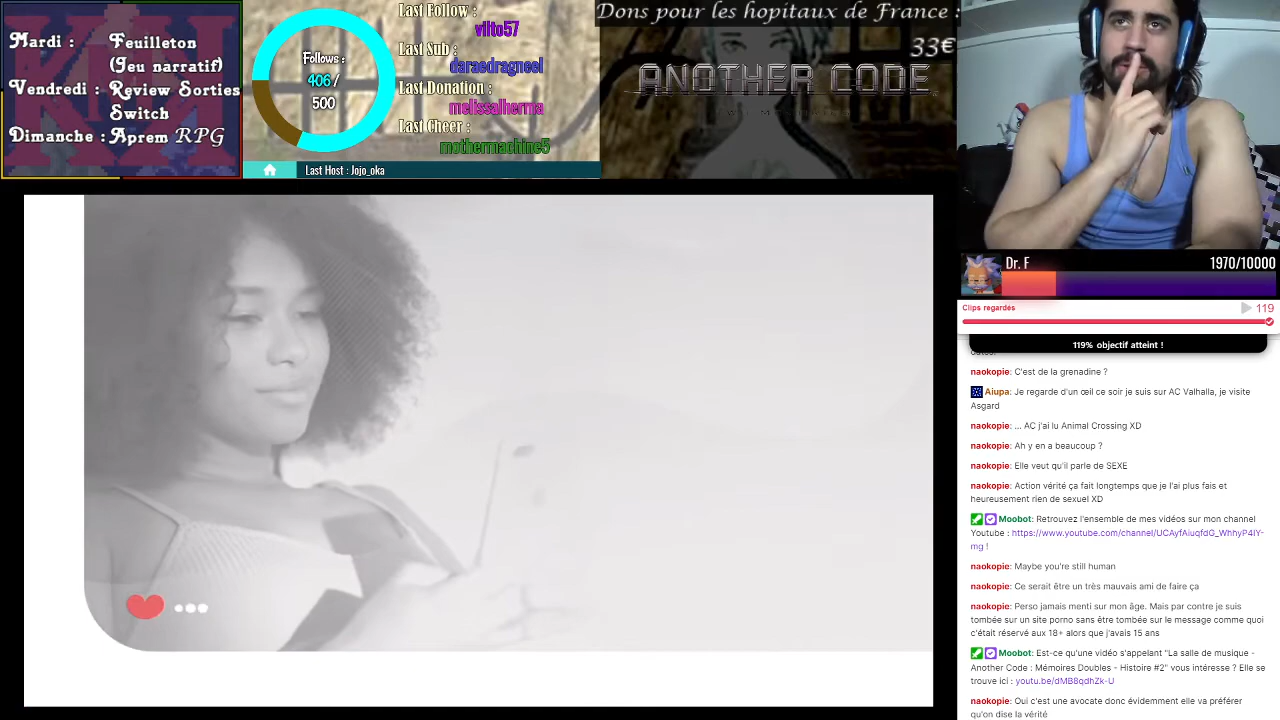 Mardi : Feuilleton
(Jeu narratif)
Vendredi : Review Sorties
Switch
Dimanche : Aprem RPG
Follows :
406 /
500
Last Follow :
vilto57
Last Sub :
daraedragneel
Last Donation :
melissalherma
Last Cheer :
mothermachine5
Last Host : Jojo_oka
Dons pour les hopitaux de France :
33€
ANOTHER CODE
Dr. F 1970/10000
Clips regardés 119
119% objectif atteint !
naokopie: C'est de la grenadine ?
Aiupa: Je regarde d'un œil ce soir je suis sur AC Valhalla, je visite
Asgard
naokopie: ... AC j'ai lu Animal Crossing XD
naokopie: Ah y en a beaucoup ?
naokopie: Elle veut qu'il parle de SEXE
naokopie: Action vérité ça fait longtemps que je l'ai plus fais et
heureusement rien de sexuel XD
Moobot: Retrouvez l'ensemble de mes vidéos sur mon channel
Youtube : https://www.youtube.com/channel/UCAyfAiuqfdG_WhhyP4lY-
mg !
naokopie: Maybe you're still human
naokopie: Ce serait être un très mauvais ami de faire ça
naokopie: Perso jamais menti sur mon âge. Mais par contre je suis
tombée sur un site porno sans être tombée sur le message comme quoi
c'était réservé aux 18+ alors que j'avais 15 ans
Moobot: Est-ce qu'une vidéo s'appelant "La salle de musique -
Another Code : Mémoires Doubles - Histoire #2" vous intéresse ? Elle se
trouve ici : youtu.be/dMB8qdhZk-U
naokopie: Oui c'est une avocate donc évidemment elle va préférer
qu'on dise la vérité